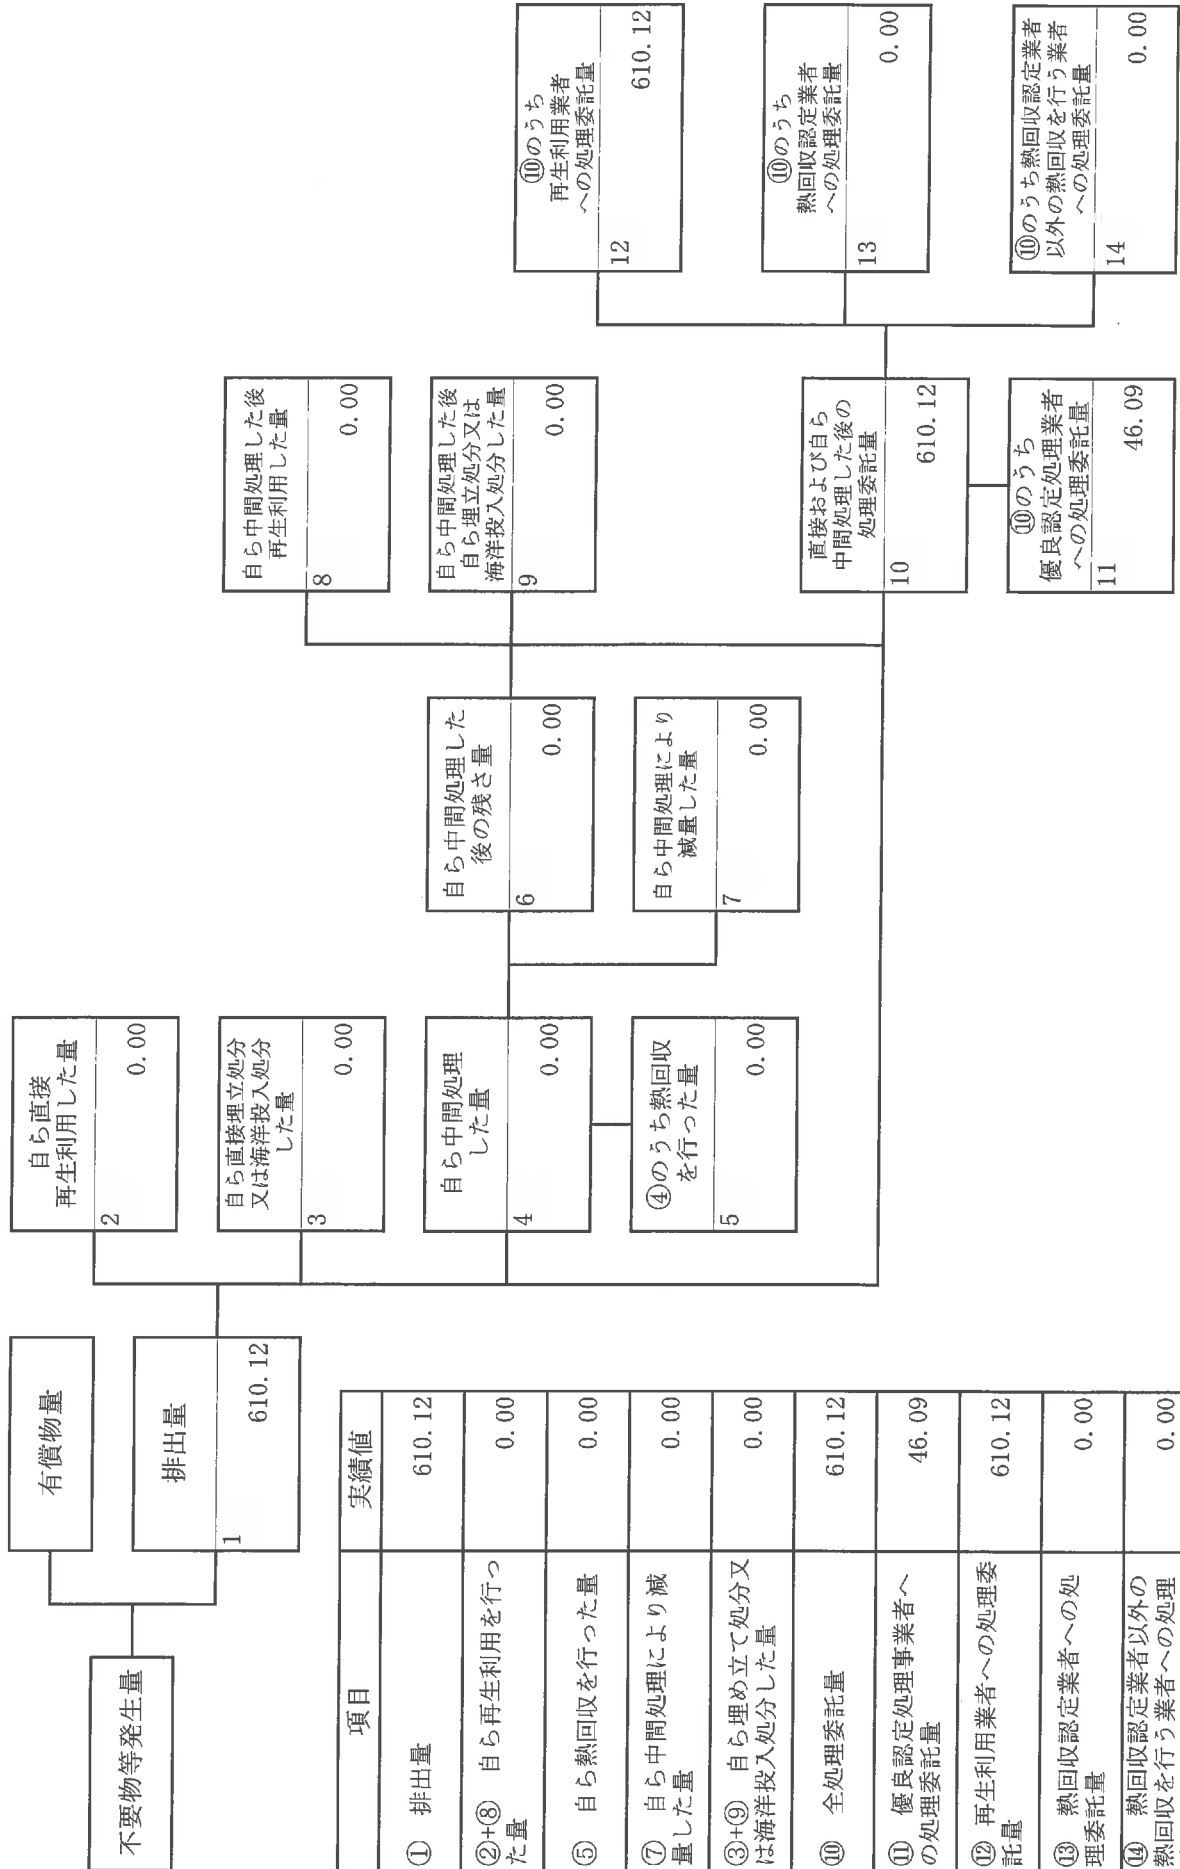 不要物等発生量
有償物量
排出量
1
610.12
自ら直接
再生利用した量
2
0.00
自ら直接埋立処分
又は海洋投入処分
した量
3
0.00
自ら中間処理
した量
4
0.00
④のうち熱回収
を行った量
5
0.00
自ら中間処理した
後の残さ量
6
0.00
自ら中間処理により
減量した量
7
0.00
自ら中間処理した後
再生利用した量
8
0.00
自ら中間処理した後
自ら埋立処分又は
海洋投入処分した量
9
0.00
直接および自ら
中間処理した後の
処理委託量
10
610.12
⑩のうち
優良認定処理業者
への処理委託量
11
46.09
⑩のうち
再生利用業者
への処理委託量
12
610.12
⑩のうち
熱回収認定業者
への処理委託量
13
0.00
⑩のうち熱回収認定業者
以外の熱回収を行う業者
への処理委託量
14
0.00
項目 実績値
① 排出量 610.12
②+⑧ 自ら再生利用を行っ
た量 0.00
⑤ 自ら熱回収を行った量 0.00
⑦ 自ら中間処理により減
量した量 0.00
③+⑨ 自ら埋め立て処分又
は海洋投入処分した量 0.00
⑩ 全処理委託量 610.12
⑪ 優良認定処理事業者へ
の処理委託量 46.09
⑫ 再生利用業者への処理委
託量 610.12
⑬ 熱回収認定業者への処
理委託量 0.00
⑭ 熱回収認定業者以外の
熱回収を行う業者への処理 0.00